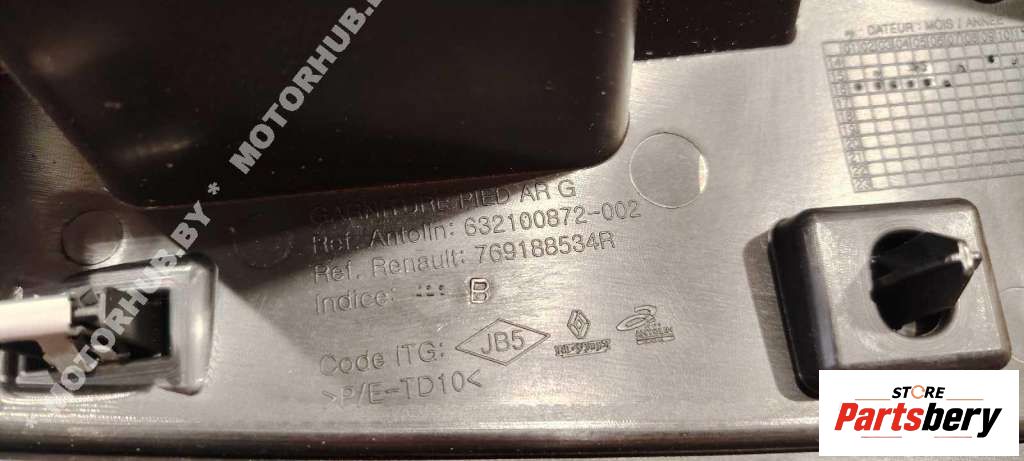 MOTORHUB.BY * MOTORHUB.BY
DATEUR: MOIS / ANNÉE
GARNITURE PIED AR G
Ref. Antolin: 632100872-002
Ref. Renault: 769188534R
Indice: B
Code ITG: JB5
>P/E-TD10<
STORE
Partsbery